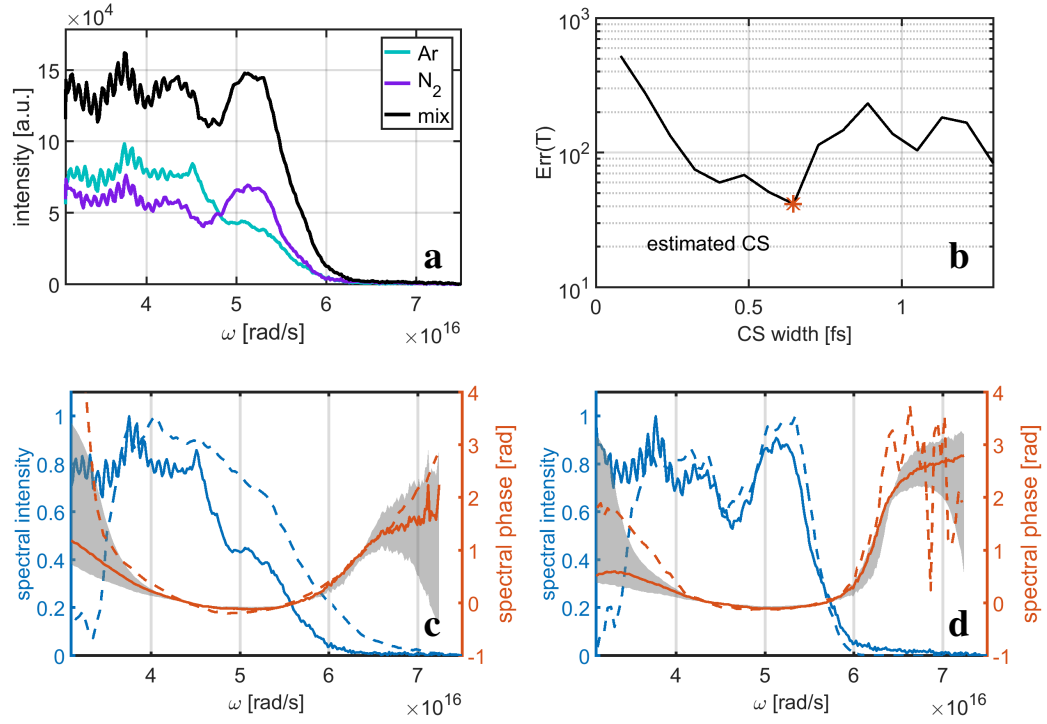 ×10⁴
15
10
5
0
intensity [a.u.]
Ar
N₂
mix
a
4
5
6
7
ω [rad/s]
×10¹⁶
10³
10²
10¹
Err(T)
estimated CS
b
0
0.5
1
CS width [fs]
1
0.8
0.6
0.4
0.2
0
spectral intensity
4
3
2
1
0
-1
spectral phase [rad]
c
4
5
6
7
ω [rad/s]
×10¹⁶
1
0.8
0.6
0.4
0.2
0
spectral intensity
4
3
2
1
0
-1
spectral phase [rad]
d
4
5
6
7
ω [rad/s]
×10¹⁶